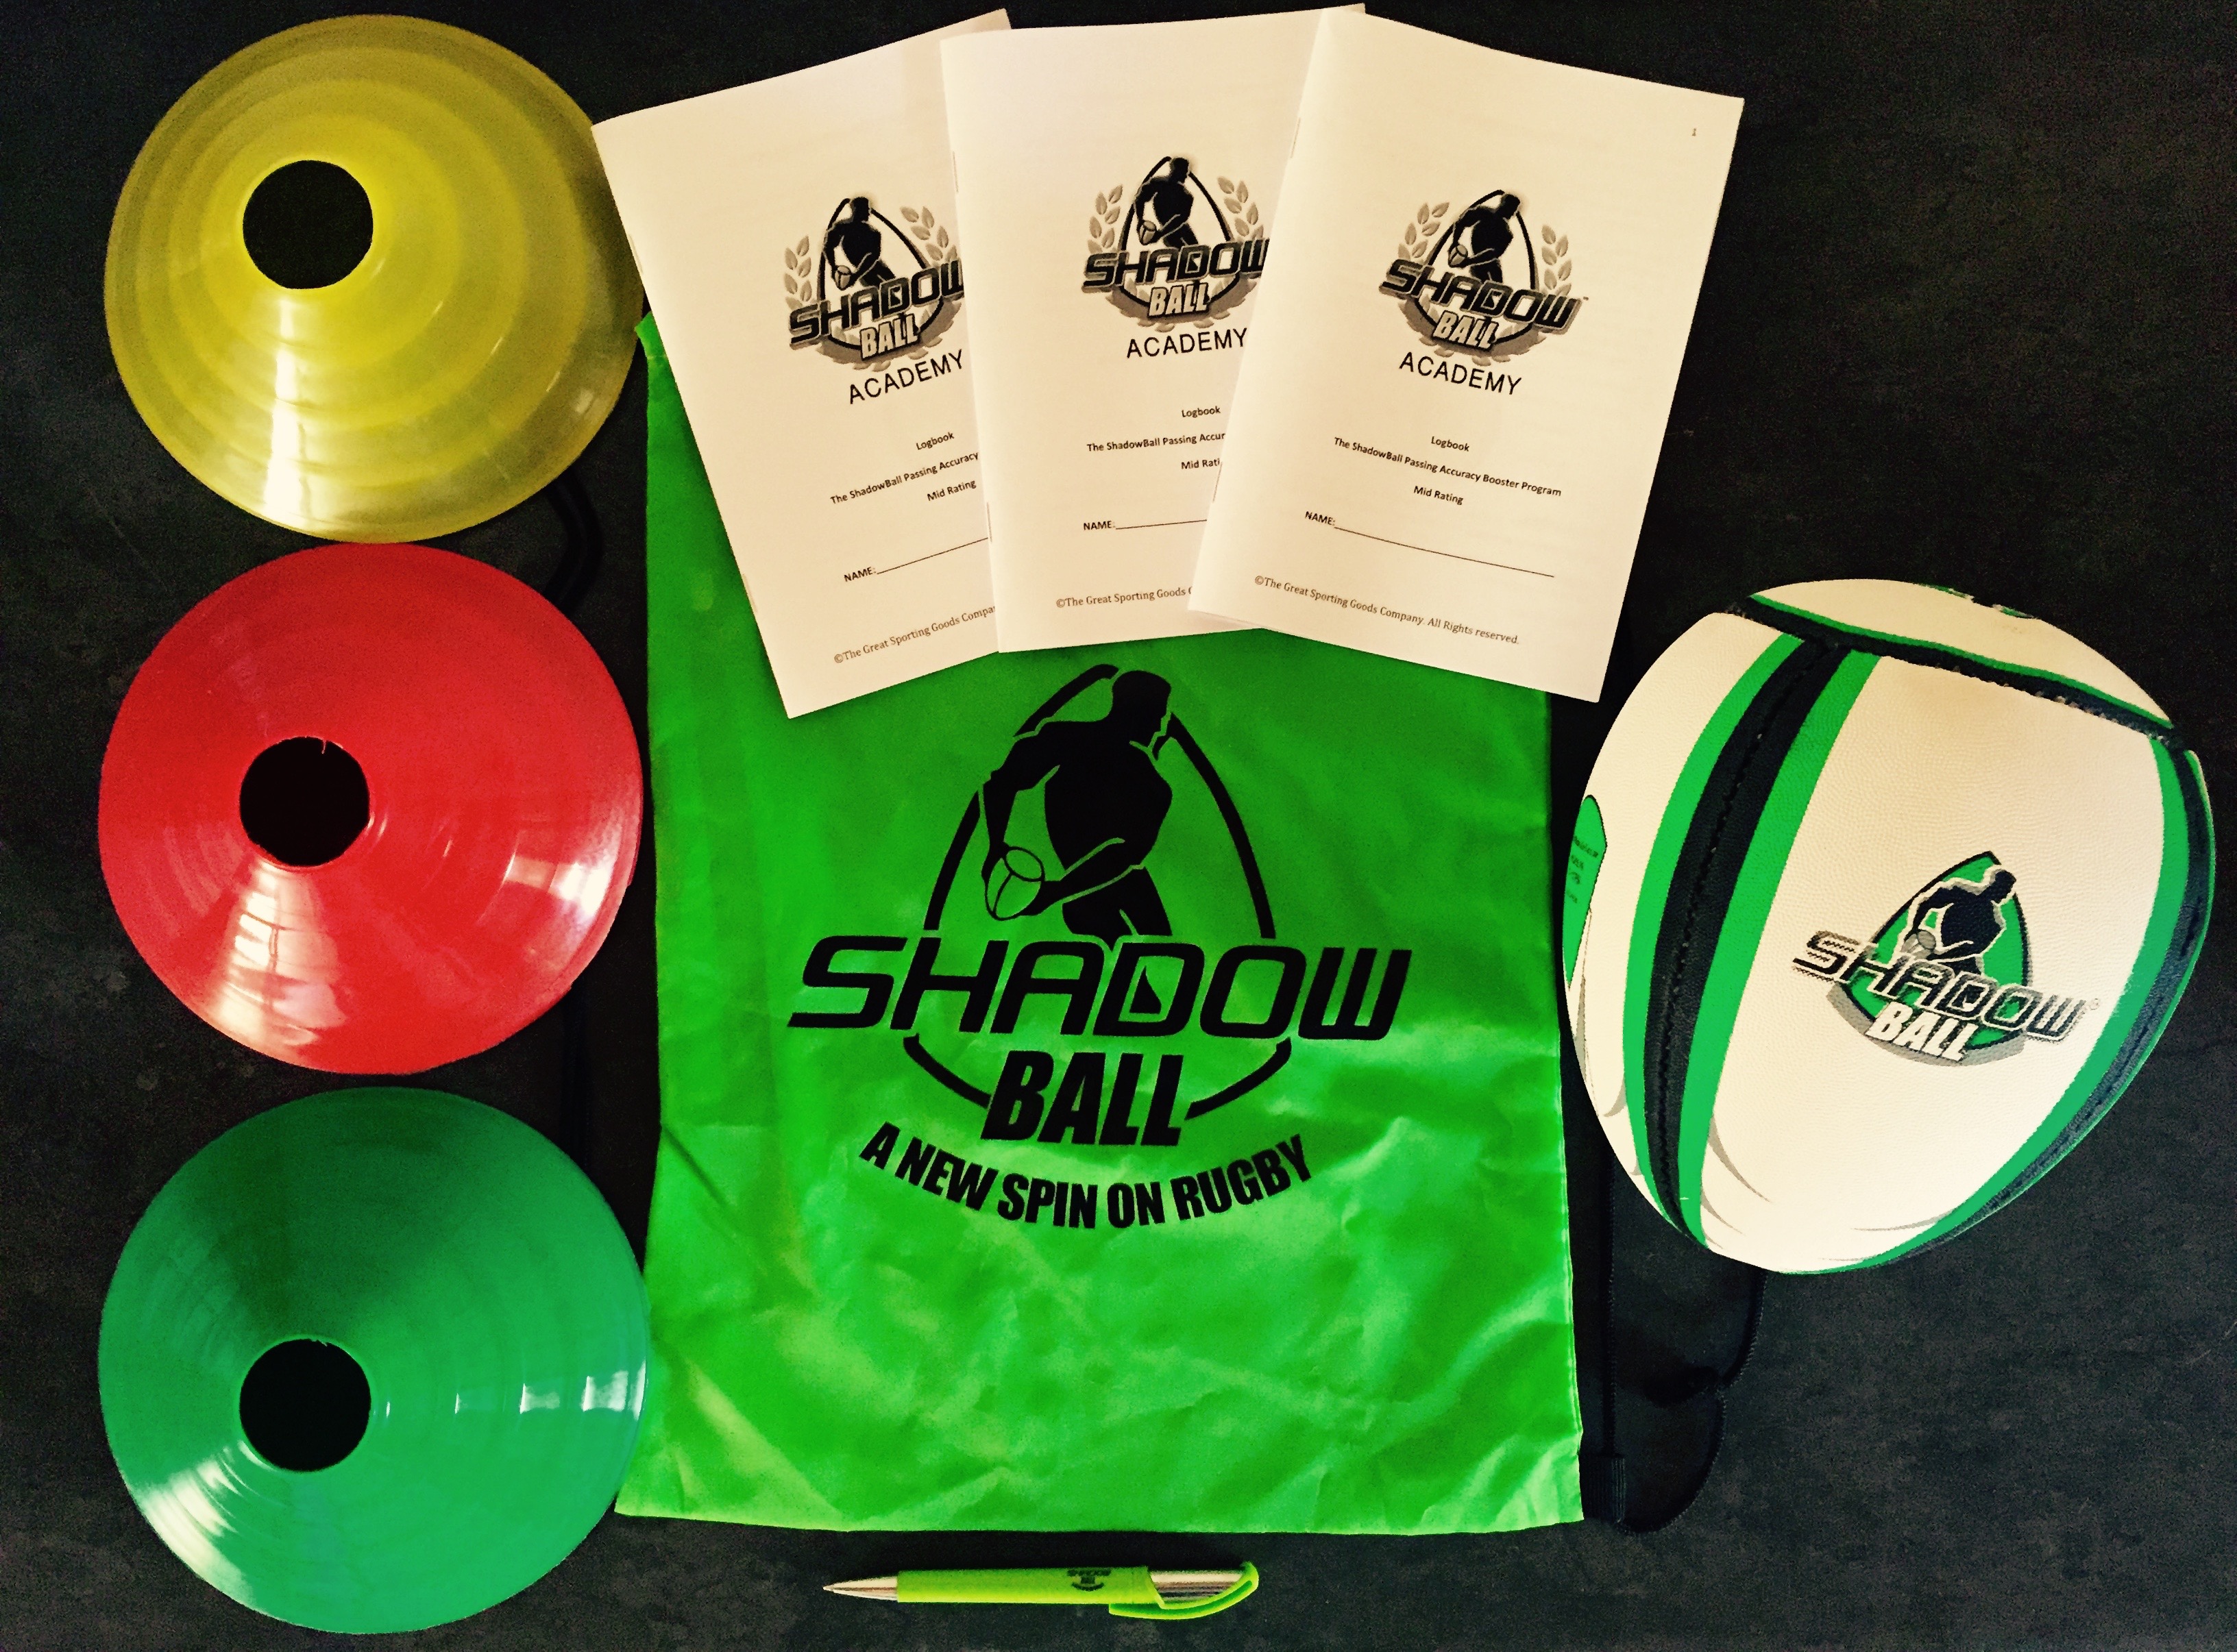 SHADOW
BALL
ACADEMY
Logbook
The ShadowBall Passing Accuracy
Mid Rating
NAME:
©The Great Sporting Goods
SHADOW
BALL
ACADEMY
Logbook
The ShadowBall Passing
Mid
NAME:
©The Great Sporting Goods
1
SHADOW™
BALL
ACADEMY
Logbook
The ShadowBall Passing Accuracy Booster Program
Mid Rating
NAME:
©The Great Sporting Goods Company. All Rights reserved.
SHADOW
BALL
A NEW SPIN ON RUGBY
SHADOW®
BALL
SHADOW
BALL